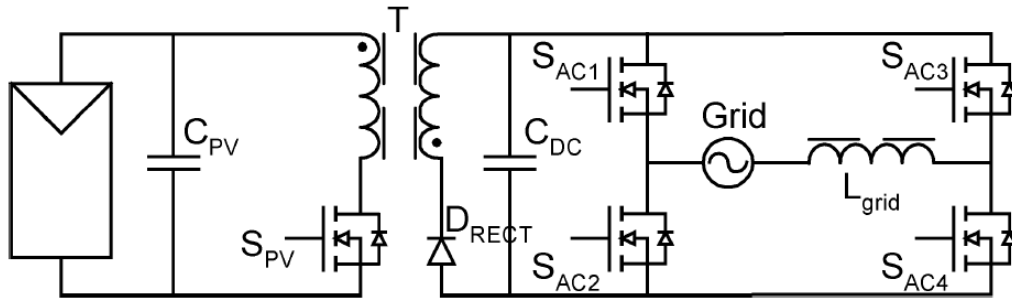 T
S_AC1
S_AC3
C_PV
C_DC
Grid
L_grid
S_PV
D_RECT
S_AC2
S_AC4